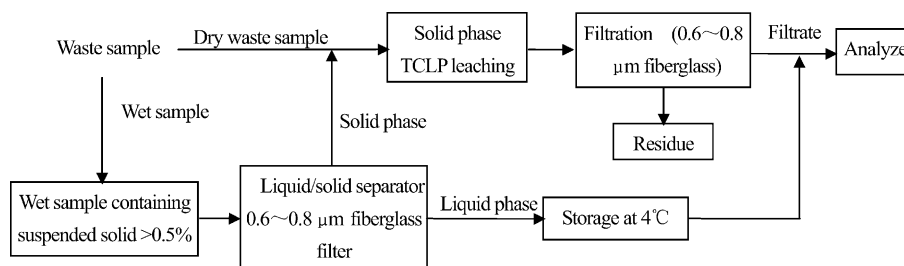 Waste sample
Dry waste sample
Solid phase
TCLP leaching
Filtration (0.6～0.8
μm fiberglass)
Filtrate
Analyze
Wet sample
Solid phase
Residue
Wet sample containing
suspended solid >0.5%
Liquid/solid separator
0.6～0.8 μm fiberglass
filter
Liquid phase
Storage at 4℃